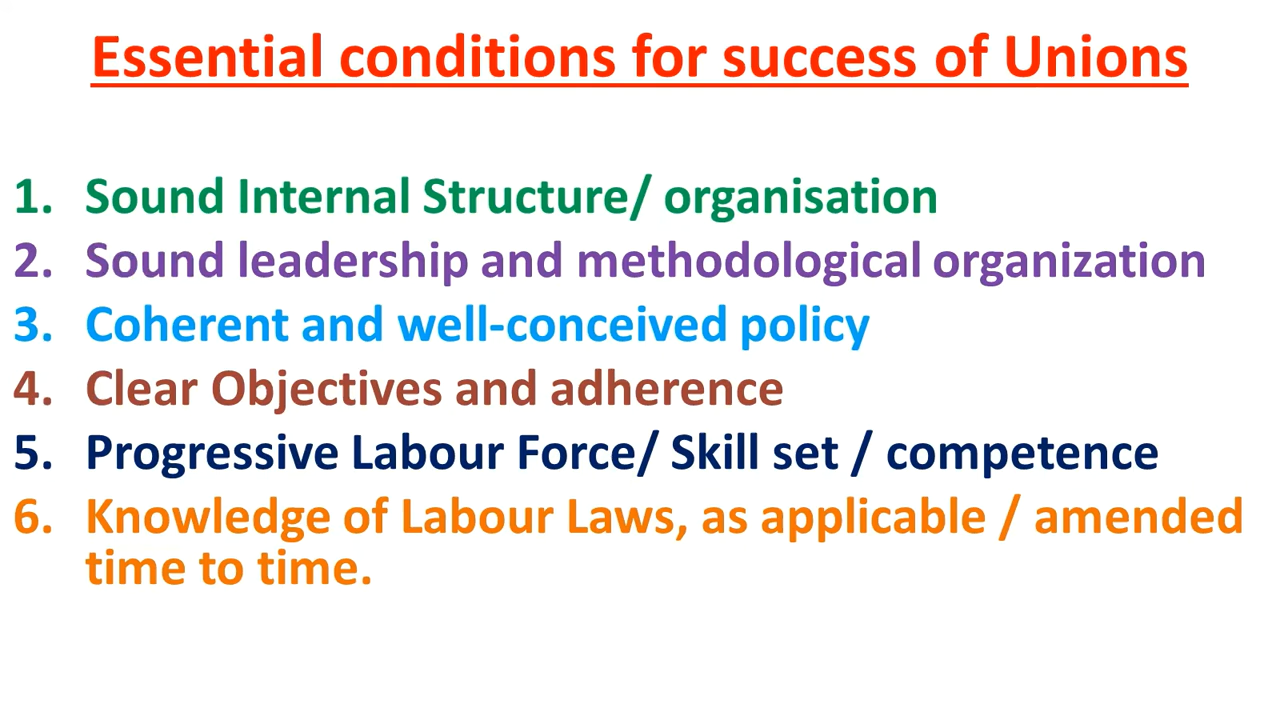 Essential conditions for success of Unions
1. Sound Internal Structure/ organisation
2. Sound leadership and methodological organization
3. Coherent and well-conceived policy
4. Clear Objectives and adherence
5. Progressive Labour Force/ Skill set / competence
6. Knowledge of Labour Laws, as applicable / amended
time to time.